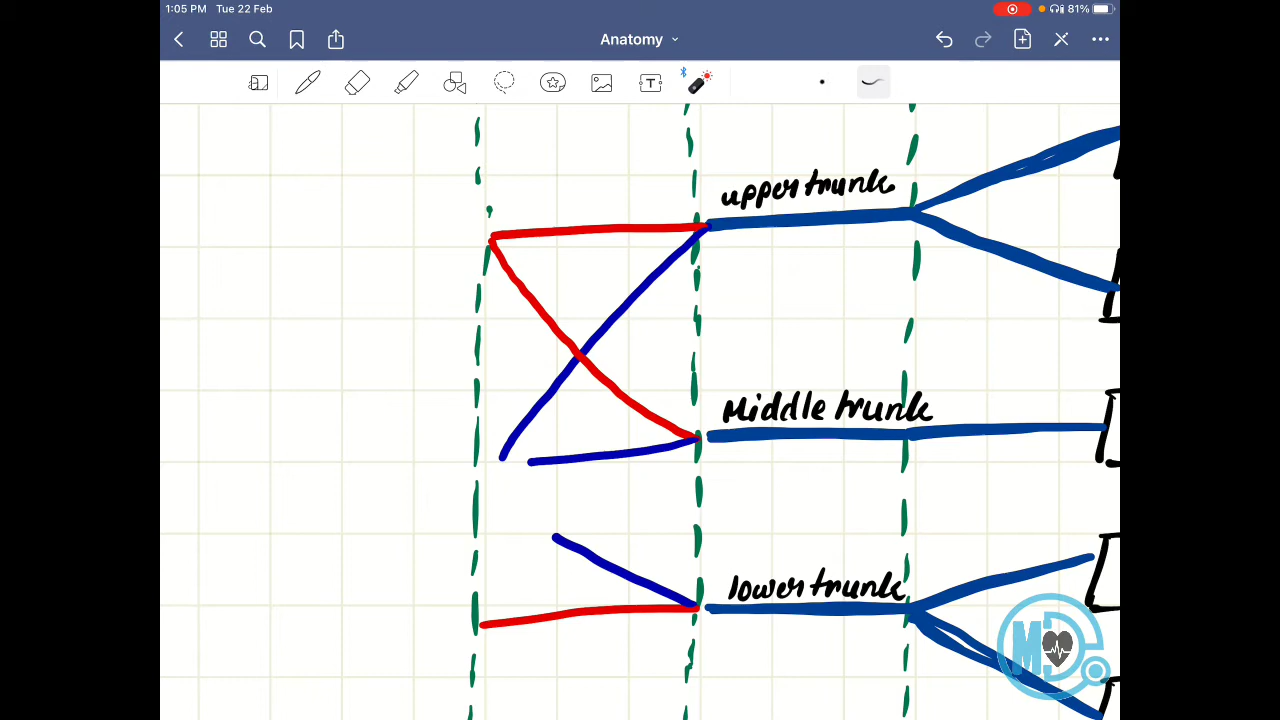 1:05 PM Tue 22 Feb
81%
Anatomy
T
upper trunk
Middle trunk
lower trunk
M